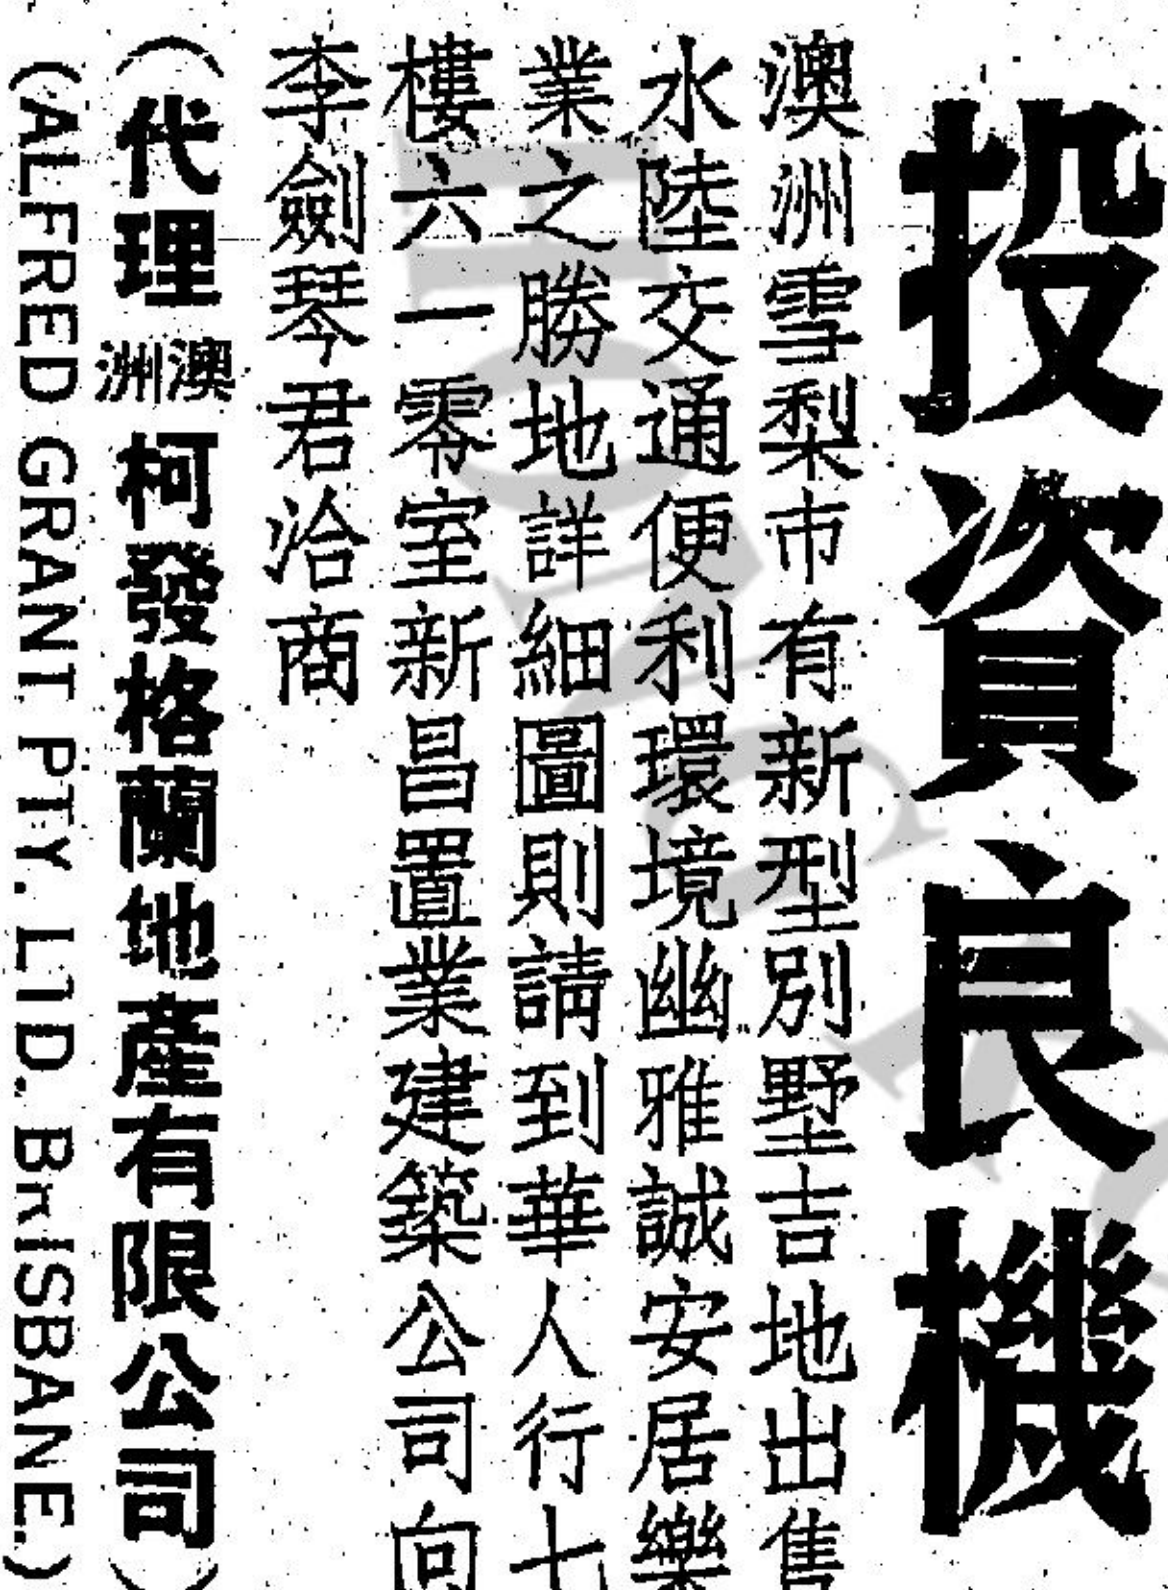 投資良機
澳洲雪梨市有新型別墅吉地出售
水陸交通便利環境幽雅誠安居樂
業之勝地詳細圖則請到華人行七
樓六一零室新昌置業建築公司向
李劍琴君洽商
(代理澳洲柯發格蘭地產有限公司)
(ALFRED GRANT PTY. LTD. BRISBANE.)